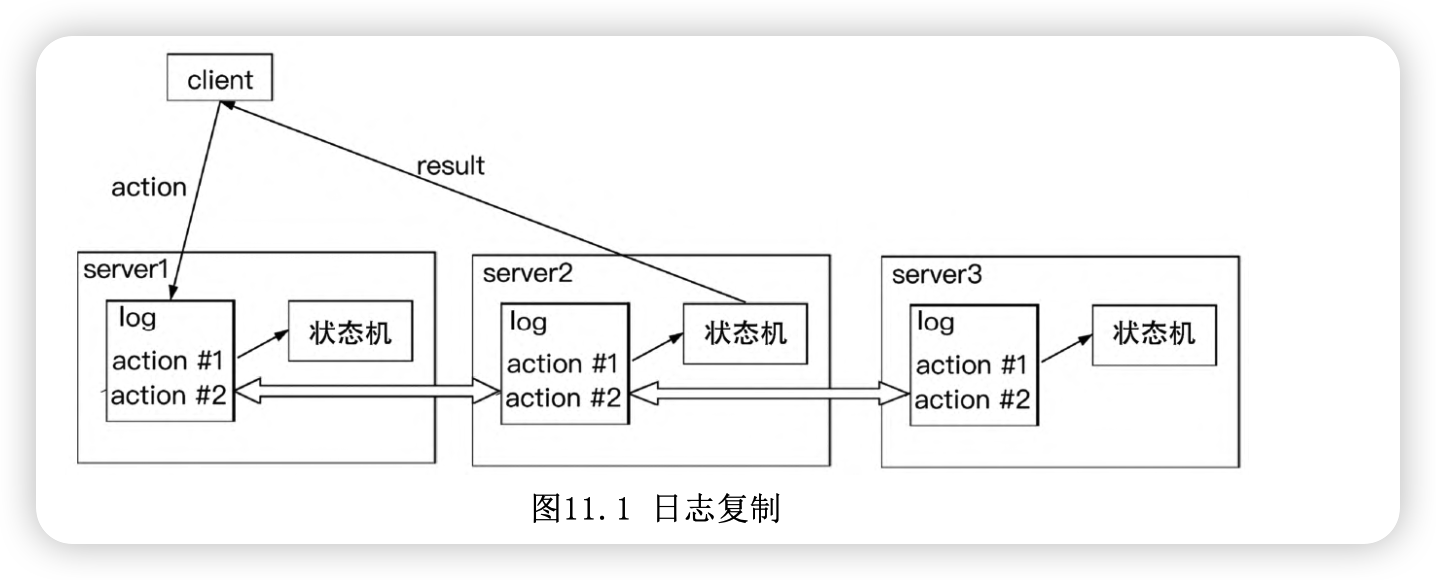 client
result
action
server1
log
action #1
action #2
状态机
server2
log
action #1
action #2
状态机
server3
log
action #1
action #2
状态机
图11.1 日志复制